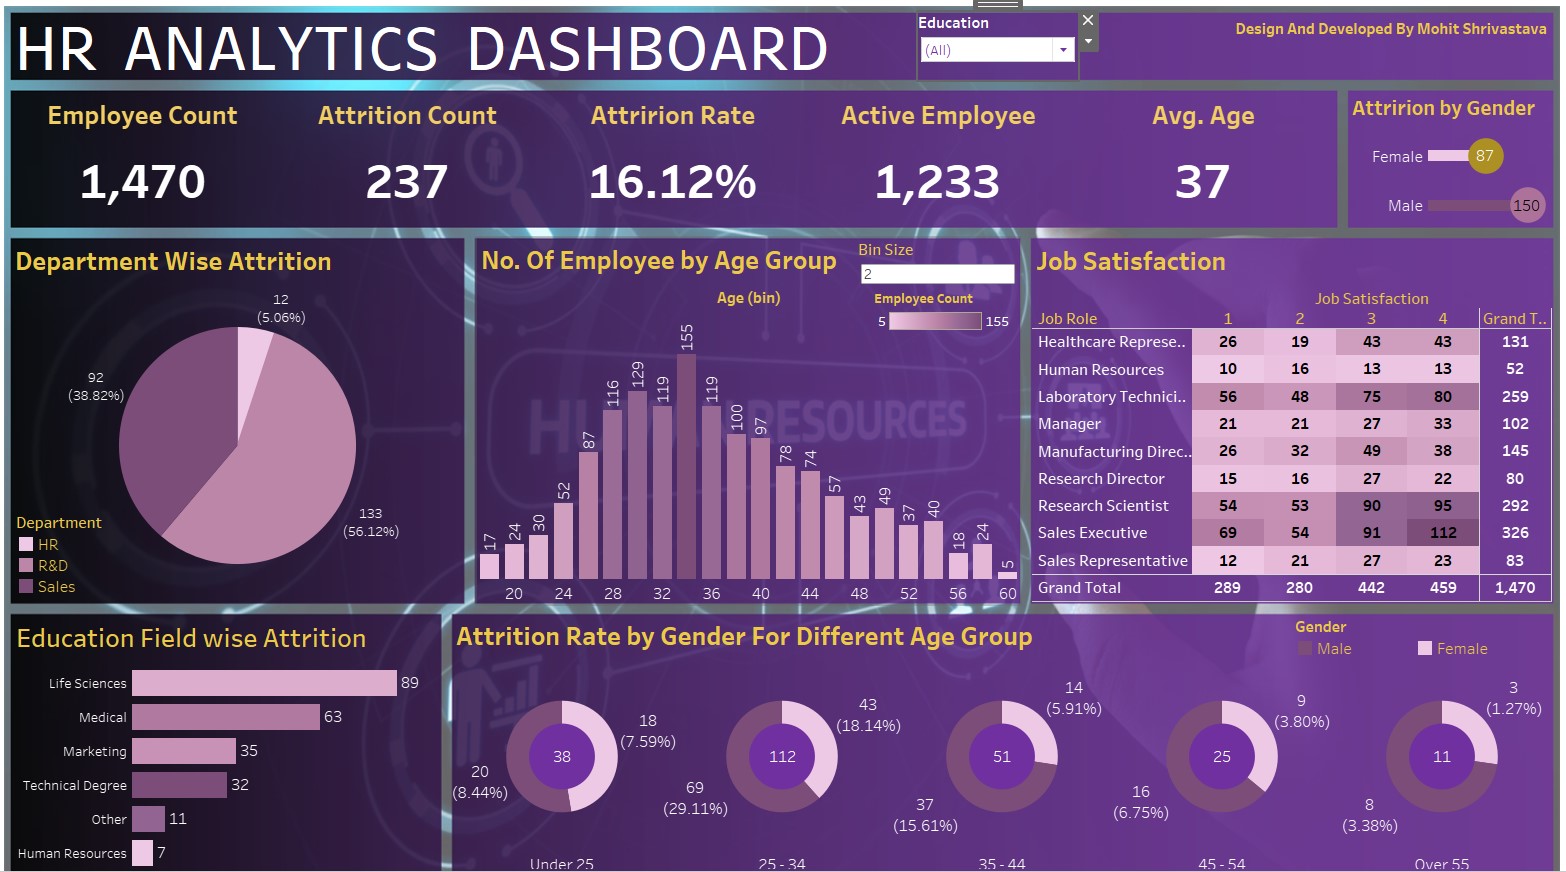 HR ANALYTICS DASHBOARD
Education
(All)
Design And Developed By Mohit Shrivastava
Employee Count
1,470
Attrition Count
237
Attririon Rate
16.12%
Active Employee
1,233
Avg. Age
37
Attririon by Gender
Female 87
Male 150
Department Wise Attrition
12
(5.06%)
92
(38.82%)
133
(56.12%)
Department
HR
R&D
Sales
No. Of Employee by Age Group
Bin Size
2
Age (bin)
Employee Count
5 155
17 24 30 52 87 116 129 119 155 119 100 97 78 74 57 43 49 37 40 18 24 5
20 24 28 32 36 40 44 48 52 56 60
HUMAN RESOURCES
Job Satisfaction
Job Satisfaction
Job Role 1 2 3 4 Grand T..
Healthcare Represe.. 26 19 43 43 131
Human Resources 10 16 13 13 52
Laboratory Technici.. 56 48 75 80 259
Manager 21 21 27 33 102
Manufacturing Direc.. 26 32 49 38 145
Research Director 15 16 27 22 80
Research Scientist 54 53 90 95 292
Sales Executive 69 54 91 112 326
Sales Representative 12 21 27 23 83
Grand Total 289 280 442 459 1,470
Education Field wise Attrition
Life Sciences 89
Medical 63
Marketing 35
Technical Degree 32
Other 11
Human Resources 7
Attrition Rate by Gender For Different Age Group
Gender
Male Female
38
18
(7.59%)
20
(8.44%)
Under 25
112
43
(18.14%)
69
(29.11%)
25 - 34
51
14
(5.91%)
37
(15.61%)
35 - 44
25
9
(3.80%)
16
(6.75%)
45 - 54
11
3
(1.27%)
8
(3.38%)
Over 55